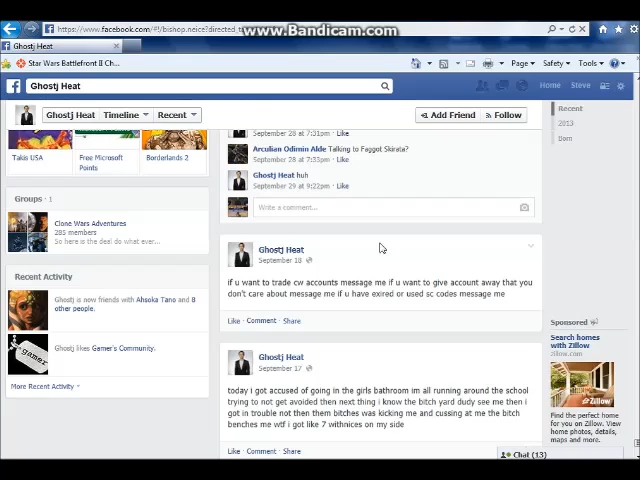 https://www.facebook.com/#!/bishop.neice?directed_ta
www.Bandicam.com
Ghostj Heat
Star Wars Battlefront II Ch...
Page
Safety
Tools
Ghostj Heat
Home
Steve
Ghostj Heat
Timeline
Recent
Add Friend
Follow
Recent
2013
Born
Takis USA
Free Microsoft Points
Borderlands 2
September 28 at 7:31pm · Like
Arculian Odimin Alde Talking to Faggot Skirata?
September 28 at 7:33pm · Like
Ghostj Heat huh
September 29 at 9:22pm · Like
Write a comment...
Groups · 1
Clone Wars Adventures
285 members
So here is the deal do what ever...
Recent Activity
Ghostj is now friends with Ahsoka Tano and 8
other people.
gamer
Ghostj likes Gamer's Community.
More Recent Activity
Ghostj Heat
September 18
if u want to trade cw accounts message me if u want to give account away that you
don't care about message me if u have exired or used sc codes message me
Like · Comment · Share
Ghostj Heat
September 17
today i got accused of going in the girls bathroom im all running around the school
trying to not get avoided then next thing i know the bitch yard dudy see me then i
got in trouble not then them bitches was kicking me and cussing at me the bitch
benches me wtf i got like 7 withnices on my side
Like · Comment · Share
Sponsored
Search homes
with Zillow
zillow.com
Zillow
Find the perfect home
for you on Zillow. View
home photos, details,
maps and more.
Chat (13)